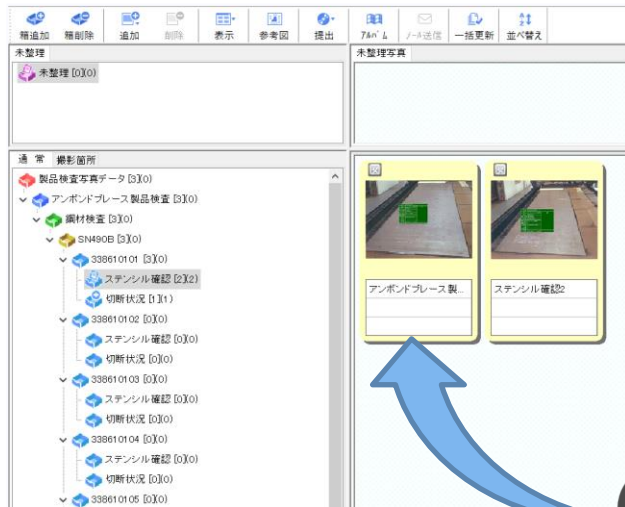 箱追加 箱削除 追加 削除 表示 参考図 提出 ｱﾙﾊﾞﾑ ﾒｰﾙ送信 一括更新 並べ替え
未整理
未整理 [0](0)
未整理写真
通 常 撮影箇所
製品検査写真データ [3](0)
アンボンドブレース製品検査 [3](0)
鋼材検査 [3](0)
SN490B [3](0)
338610101 [3](0)
ステンシル確認 [2](2)
切断状況 [1](1)
338610102 [0](0)
ステンシル確認 [0](0)
切断状況 [0](0)
338610103 [0](0)
ステンシル確認 [0](0)
切断状況 [0](0)
338610104 [0](0)
ステンシル確認 [0](0)
切断状況 [0](0)
338610105 [0](0)
アンボンドブレース製...
ステンシル確認2